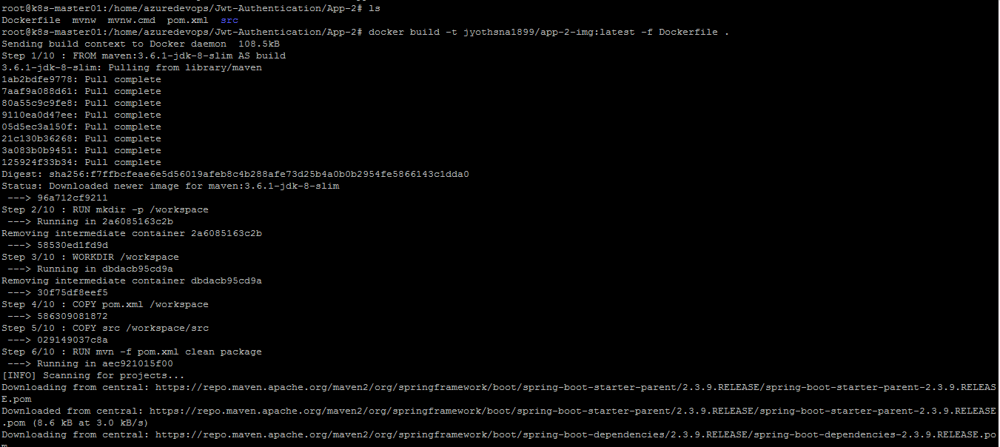 root@k8s-master01:/home/azuredevops/Jwt-Authentication/App-2# ls
Dockerfile  mvnw  mvnw.cmd  pom.xml  src
root@k8s-master01:/home/azuredevops/Jwt-Authentication/App-2# docker build -t jyothsna1899/app-2-img:latest -f Dockerfile .
Sending build context to Docker daemon  108.5kB
Step 1/10 : FROM maven:3.6.1-jdk-8-slim AS build
3.6.1-jdk-8-slim: Pulling from library/maven
1ab2bdfe9778: Pull complete
7aaf9a088d61: Pull complete
80a55c9c9fe8: Pull complete
9110ea0d47ee: Pull complete
05d5ec3a150f: Pull complete
21c130b36268: Pull complete
3a083b0b9451: Pull complete
125924f33b34: Pull complete
Digest: sha256:f7ffbcfeae6e5d56019afeb8c4b288afe73d25b4a0b0b2954fe5866143c1dda0
Status: Downloaded newer image for maven:3.6.1-jdk-8-slim
 ---> 96a712cf9211
Step 2/10 : RUN mkdir -p /workspace
 ---> Running in 2a6085163c2b
Removing intermediate container 2a6085163c2b
 ---> 58530ed1fd9d
Step 3/10 : WORKDIR /workspace
 ---> Running in dbdacb95cd9a
Removing intermediate container dbdacb95cd9a
 ---> 30f75df8eef5
Step 4/10 : COPY pom.xml /workspace
 ---> 586309081872
Step 5/10 : COPY src /workspace/src
 ---> 029149037c8a
Step 6/10 : RUN mvn -f pom.xml clean package
 ---> Running in aec921015f00
[INFO] Scanning for projects...
Downloading from central: https://repo.maven.apache.org/maven2/org/springframework/boot/spring-boot-starter-parent/2.3.9.RELEASE/spring-boot-starter-parent-2.3.9.RELEAS
E.pom
Downloaded from central: https://repo.maven.apache.org/maven2/org/springframework/boot/spring-boot-starter-parent/2.3.9.RELEASE/spring-boot-starter-parent-2.3.9.RELEASE
.pom (8.6 kB at 3.0 kB/s)
Downloading from central: https://repo.maven.apache.org/maven2/org/springframework/boot/spring-boot-dependencies/2.3.9.RELEASE/spring-boot-dependencies-2.3.9.RELEASE.po
m